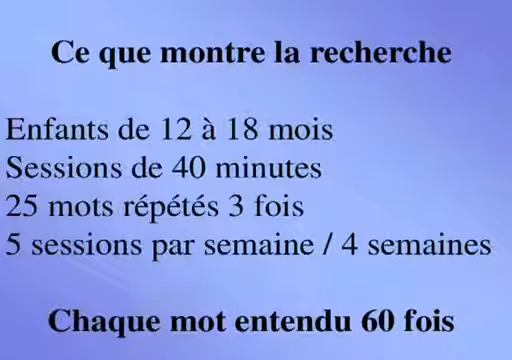 Ce que montre la recherche
Enfants de 12 à 18 mois
Sessions de 40 minutes
25 mots répétés 3 fois
5 sessions par semaine / 4 semaines
Chaque mot entendu 60 fois